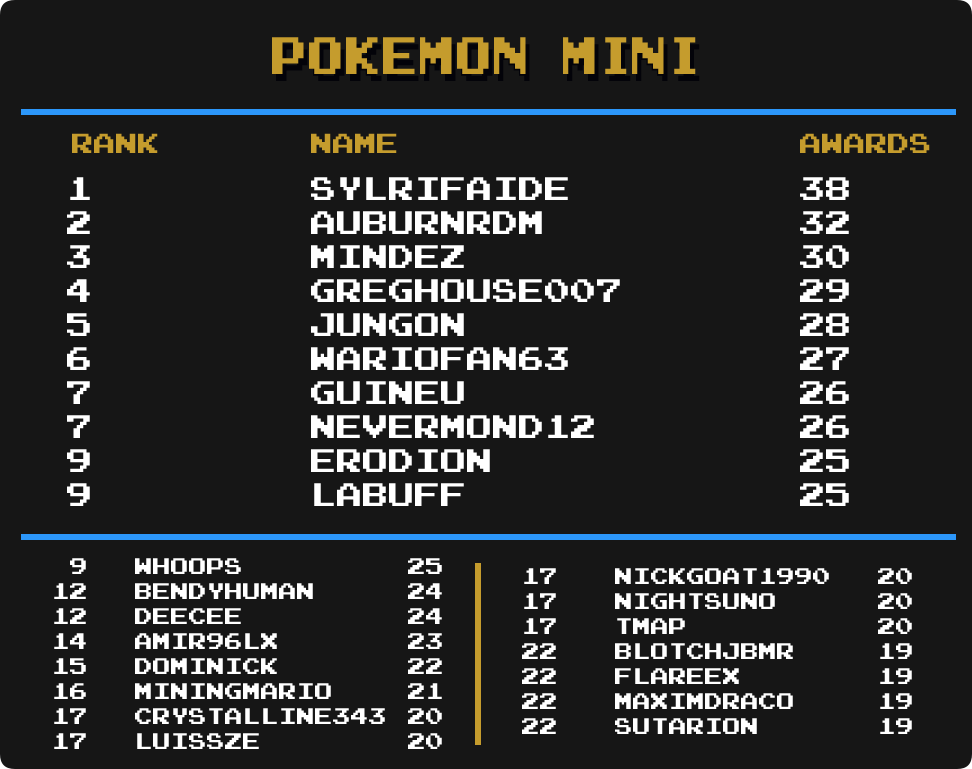 POKEMON MINI
RANK NAME AWARDS
1 SYLRIFAIDE 38
2 AUBURNRDM 32
3 MINDEZ 30
4 GREGHOUSE007 29
5 JUNGON 28
6 WARIOFAN63 27
7 GUINEU 26
7 NEVERMOND12 26
9 ERODION 25
9 LABUFF 25
9 WHOOPS 25
12 BENDYHUMAN 24
12 DEECEE 24
14 AMIR96LX 23
15 DOMINICK 22
16 MININGMARIO 21
17 CRYSTALLINE343 20
17 LUISSZE 20
17 NICKGOAT1990 20
17 NIGHTSUNO 20
17 TMAP 20
22 BLOTCHJBMR 19
22 FLAREEX 19
22 MAXIMDRACO 19
22 SUTARION 19